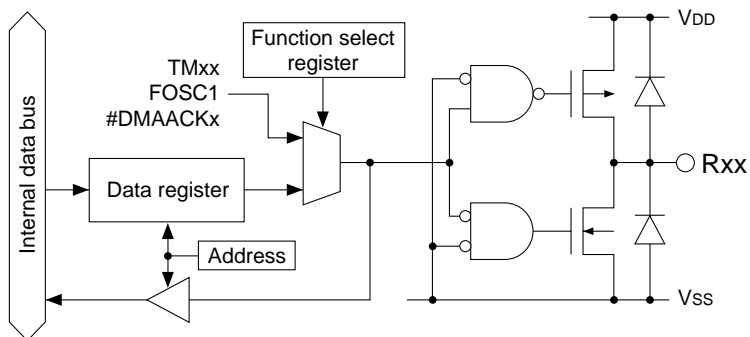 VDD
Function select
register
TMxx
FOSC1
#DMAACKx
Internal data bus
Data register
Rxx
Address
VSS